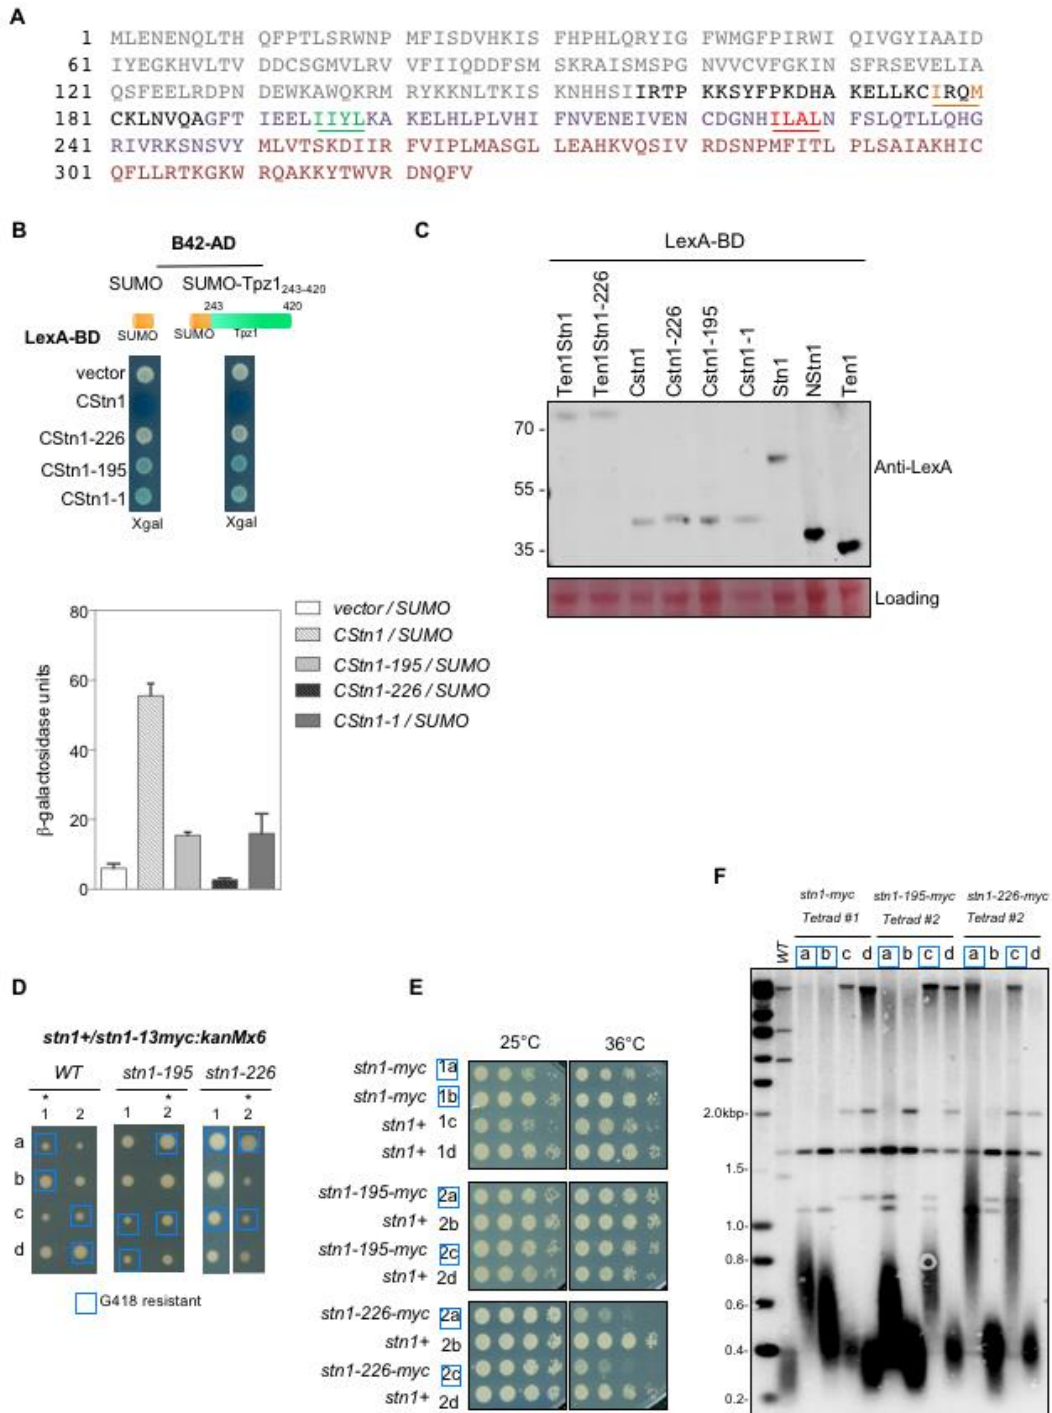 A
1 MLENENQLTH QFPTLSRWNP MFISDVHKIS FHPHLQRYIG FWMGFPIRWI QIVGYIAAID
61 IYEGKHVLTV DDCSGMVLRV VFIIQDDFSM SKRAISMSPG NVVCVFGKIN SFRSEVELIA
121 QSFEELRDPN DEWKAWQKRM RYKKNLTKIS KNHHSIIRTP KKSYFPKDHA KELLKCIRQM
181 CKLNVQAGFT IEELIIYLKA KELHLPLVHI FNVENEIVEN CDGNHILALN FSLQTLLQHG
241 RIVRKSNSVY MLVTSKDIIR FVIPLMASGL LEAHKVQSIV RDSNPMFITL PLSAIAKHIC
301 QFLLRTKGKW RQAKKYTWVR DNQFV
B
B42-AD
SUMO SUMO-Tpz1243-420
243 420
LexA-BD SUMO SUMO Tpz1
vector
CStn1
CStn1-226
CStn1-195
CStn1-1
Xgal Xgal
80
60
40
20
0
β-galactosidase units
vector / SUMO
CStn1 / SUMO
CStn1-195 / SUMO
CStn1-226 / SUMO
CStn1-1 / SUMO
C
LexA-BD
Ten1Stn1
Ten1Stn1-226
Cstn1
Cstn1-226
Cstn1-195
Cstn1-1
Stn1
NStn1
Ten1
70 -
55 -
35 -
Anti-LexA
Loading
D
stn1+/stn1-13myc:kanMx6
WT stn1-195 stn1-226
* * *
1 2 1 2 1 2
a
b
c
d
G418 resistant
E
25°C 36°C
stn1-myc 1a
stn1-myc 1b
stn1+ 1c
stn1+ 1d
stn1-195-myc 2a
stn1+ 2b
stn1-195-myc 2c
stn1+ 2d
stn1-226-myc 2a
stn1+ 2b
stn1-226-myc 2c
stn1+ 2d
F
stn1-myc stn1-195-myc stn1-226-myc
Tetrad #1 Tetrad #2 Tetrad #2
WT a b c d a b c d a b c d
2.0kbp-
1.5-
1.0-
0.8-
0.6-
0.4-
0.2-